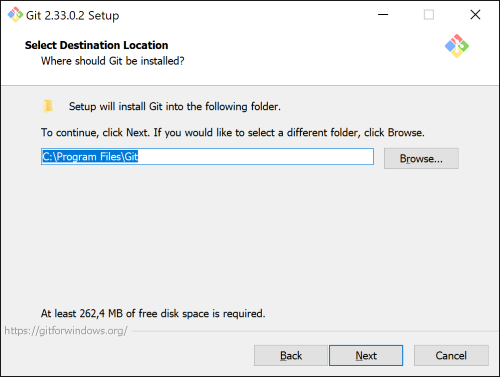 Git 2.33.0.2 Setup
Select Destination Location
Where should Git be installed?
Setup will install Git into the following folder.
To continue, click Next. If you would like to select a different folder, click Browse.
C:\Program Files\Git
Browse...
At least 262,4 MB of free disk space is required.
https://gitforwindows.org/
Back
Next
Cancel